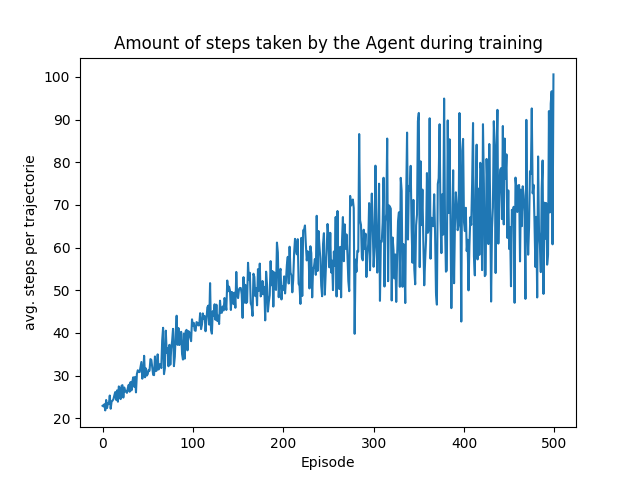 Amount of steps taken by the Agent during training
100
90
80
70
60
50
40
30
20
avg. steps per trajectorie
0 100 200 300 400 500
Episode